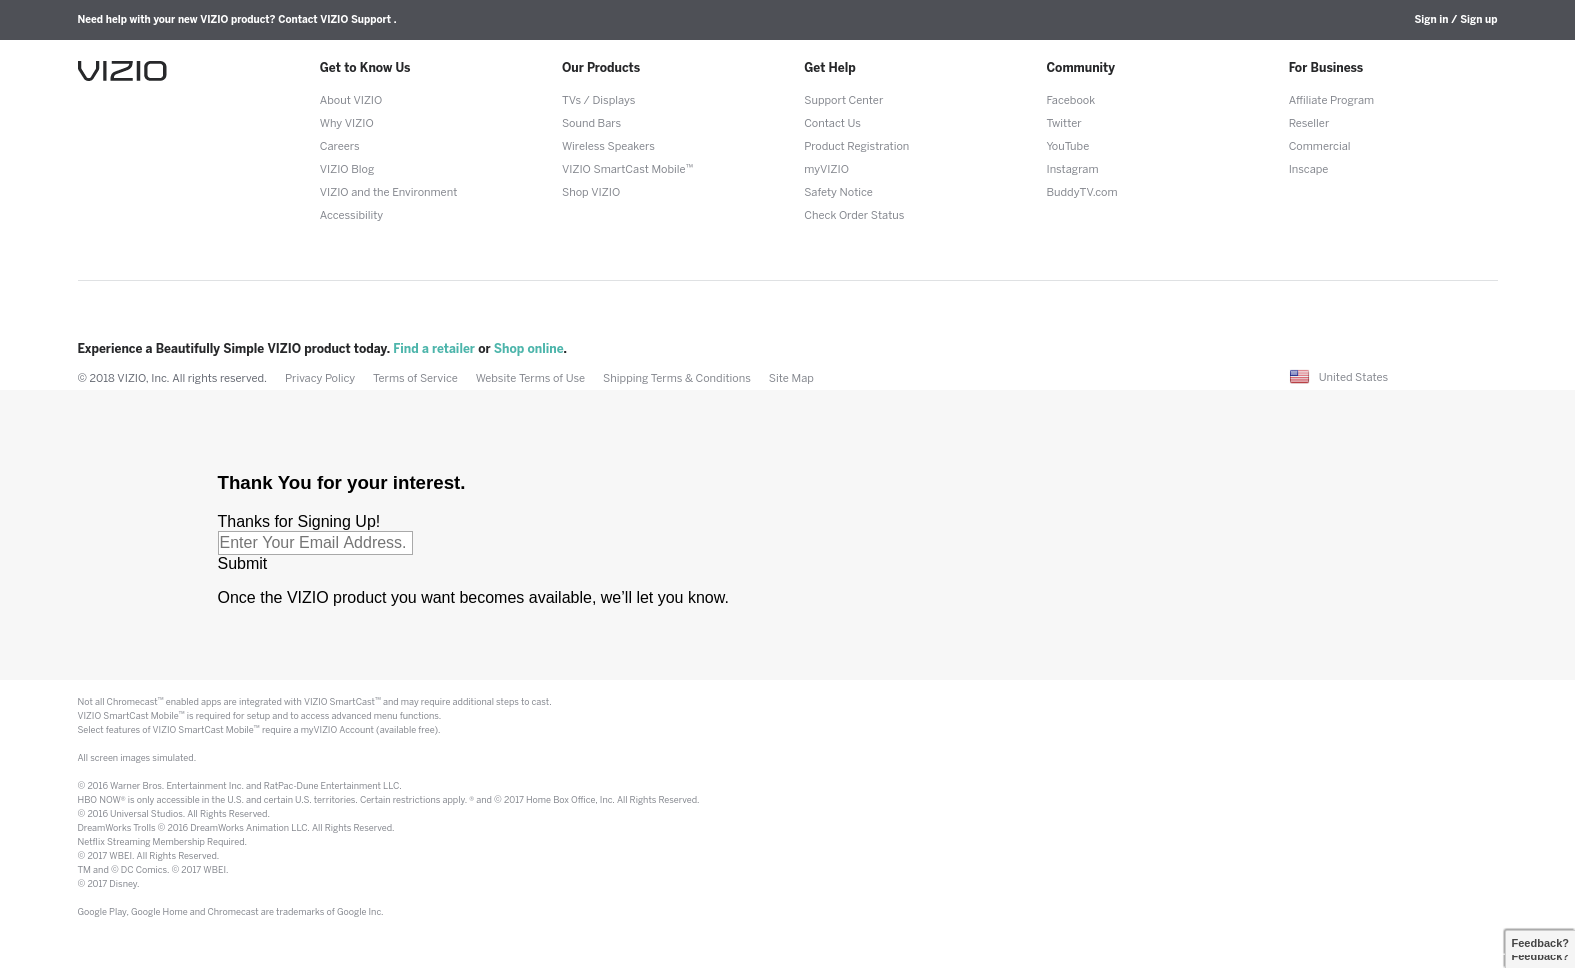 Need help with your new VIZIO product? Contact VIZIO Support .
Sign in / Sign up
VIZIO
Get to Know Us
About VIZIO
Why VIZIO
Careers
VIZIO Blog
VIZIO and the Environment
Accessibility
Our Products
TVs / Displays
Sound Bars
Wireless Speakers
VIZIO SmartCast Mobile™
Shop VIZIO
Get Help
Support Center
Contact Us
Product Registration
myVIZIO
Safety Notice
Check Order Status
Community
Facebook
Twitter
YouTube
Instagram
BuddyTV.com
For Business
Affiliate Program
Reseller
Commercial
Inscape
Experience a Beautifully Simple VIZIO product today. Find a retailer or Shop online.
© 2018 VIZIO, Inc. All rights reserved. Privacy Policy Terms of Service Website Terms of Use Shipping Terms & Conditions Site Map
United States
Thank You for your interest.
Thanks for Signing Up!
Enter Your Email Address.
Submit
Once the VIZIO product you want becomes available, we’ll let you know.
Not all Chromecast™ enabled apps are integrated with VIZIO SmartCast™ and may require additional steps to cast.
VIZIO SmartCast Mobile™ is required for setup and to access advanced menu functions.
Select features of VIZIO SmartCast Mobile™ require a myVIZIO Account (available free).
All screen images simulated.
© 2016 Warner Bros. Entertainment Inc. and RatPac-Dune Entertainment LLC.
HBO NOW® is only accessible in the U.S. and certain U.S. territories. Certain restrictions apply. ® and © 2017 Home Box Office, Inc. All Rights Reserved.
© 2016 Universal Studios. All Rights Reserved.
DreamWorks Trolls © 2016 DreamWorks Animation LLC. All Rights Reserved.
Netflix Streaming Membership Required.
© 2017 WBEI. All Rights Reserved.
TM and © DC Comics. © 2017 WBEI.
© 2017 Disney.
Google Play, Google Home and Chromecast are trademarks of Google Inc.
Feedback?
Feedback?